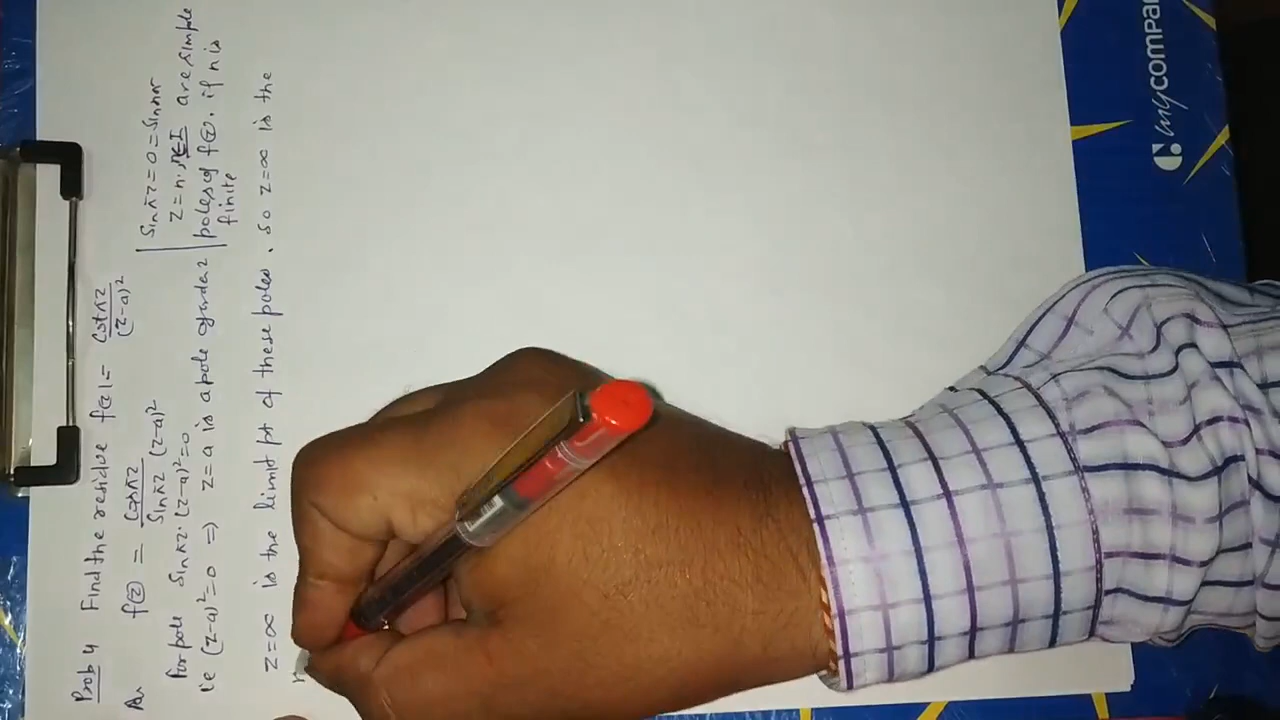 Prob 4 Find the residue f(z) = cotπz/(z-a)²
An f(z) = cosπz/sinπz (z-a)²
For pole sinπz. (z-a)²=0
i.e (z-a)²=0 ⇒ z=a is a pole of order 2
sinπz=0=sinnπ
z=n, n∈I are simple
poles of f(z). if n is
finite
z=∞ is the limit pt of these poles, so z=∞ is the
n
myCOMPA